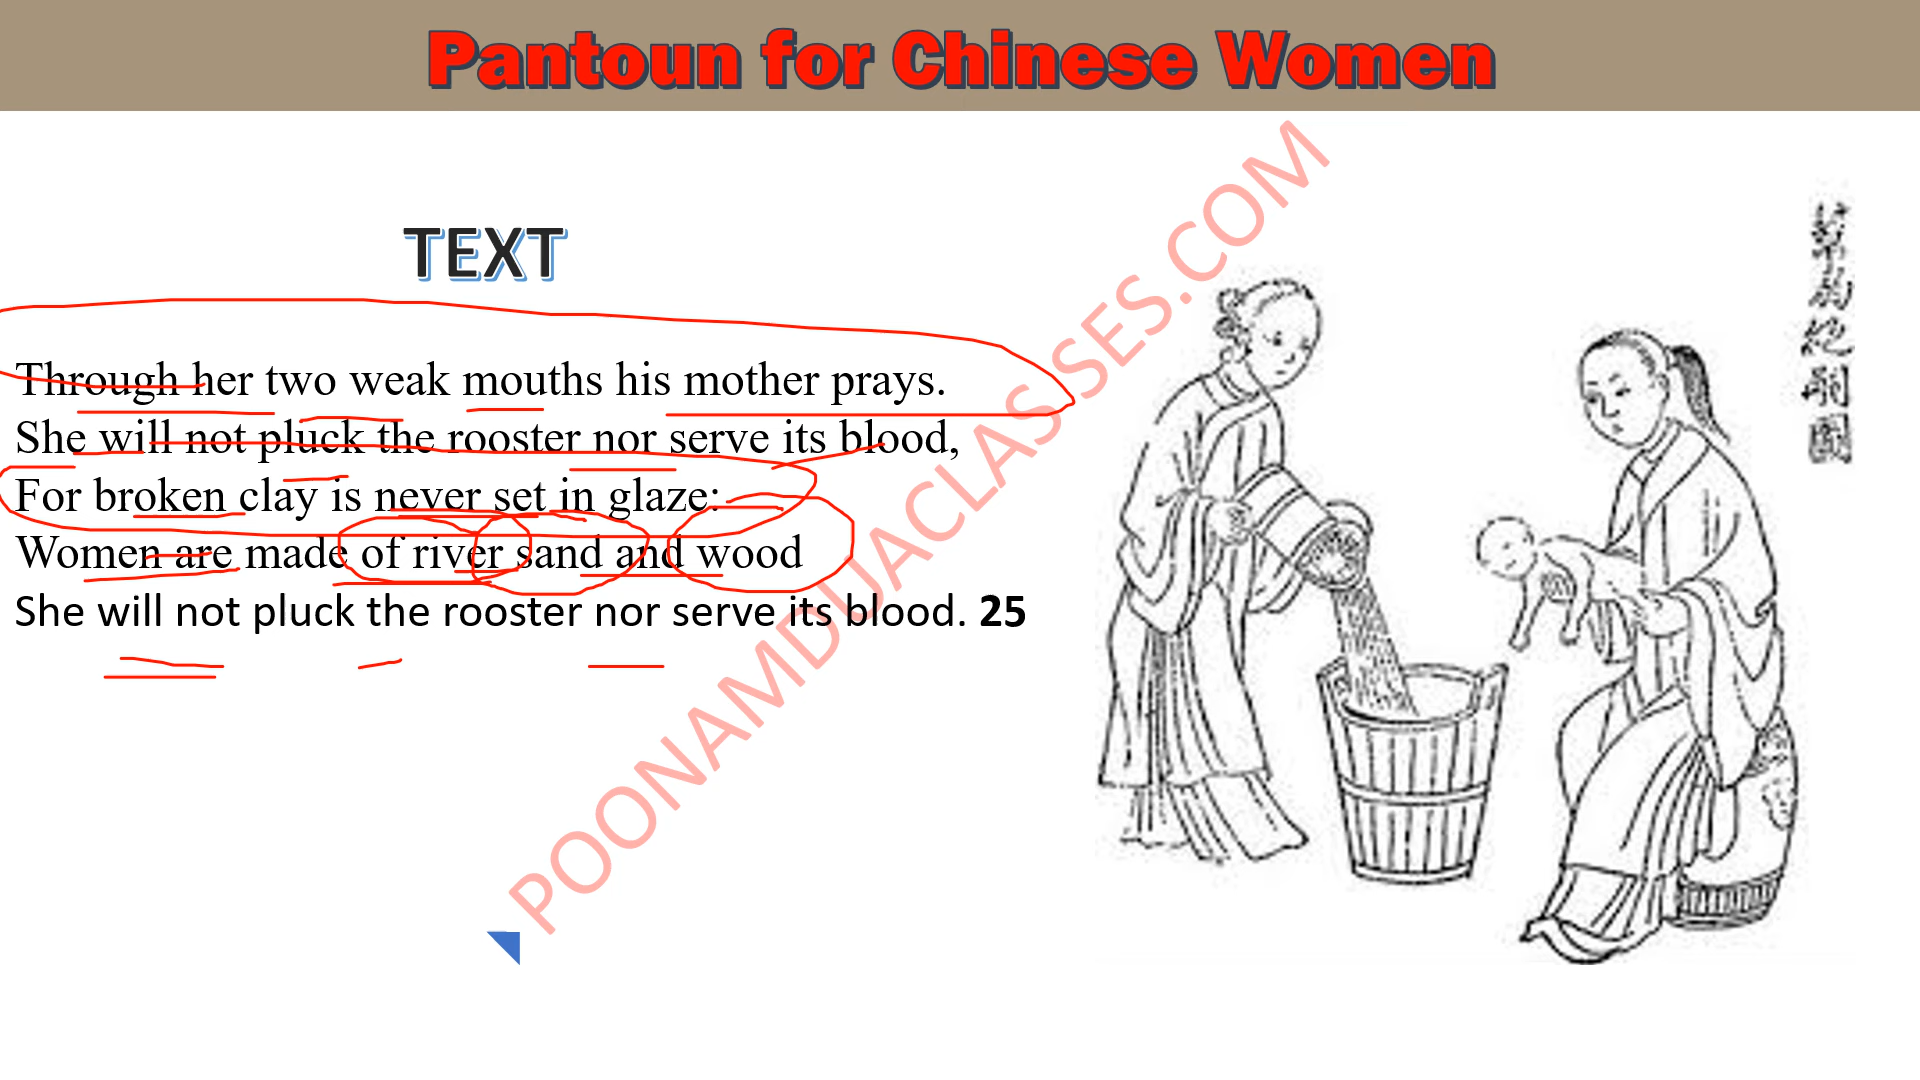 Pantoun for Chinese Women
TEXT
Through her two weak mouths his mother prays.
She will not pluck the rooster nor serve its blood,
For broken clay is never set in glaze:
Women are made of river sand and wood
She will not pluck the rooster nor serve its blood. 25
POONAMDUACLASSES.COM